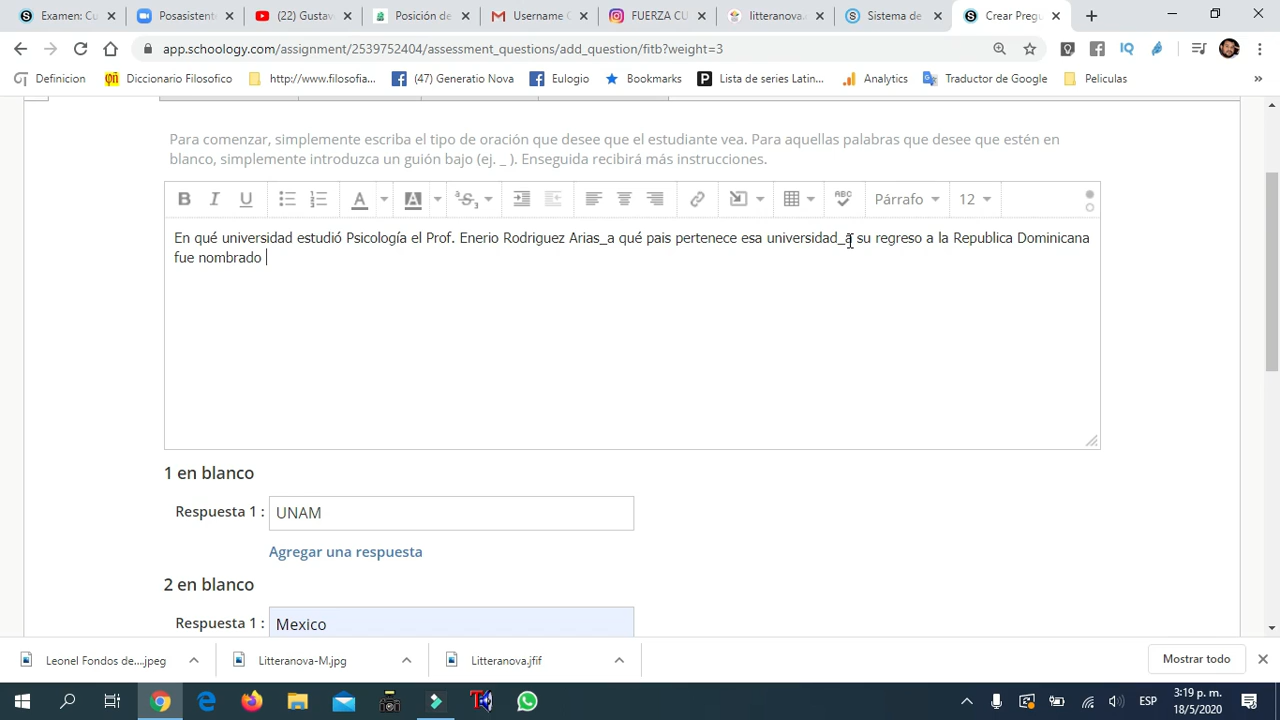 Examen: Cu
Posasistente
(22) Gustav
Posición de
Username C
FUERZA CU
litteranova.
Sistema de
Crear Pregu
app.schoology.com/assignment/2539752404/assessment_questions/add_question/fitb?weight=3
Definicion
Diccionario Filosofico
http://www.filosofia...
(47) Generatio Nova
Eulogio
Bookmarks
Lista de series Latin...
Analytics
Traductor de Google
Peliculas
»
Para comenzar, simplemente escriba el tipo de oración que desee que el estudiante vea. Para aquellas palabras que desee que estén en
blanco, simplemente introduzca un guión bajo (ej. _ ). Enseguida recibirá más instrucciones.
B I U A A S ABC Párrafo 12
En qué universidad estudió Psicología el Prof. Enerio Rodriguez Arias_a qué pais pertenece esa universidad_a su regreso a la Republica Dominicana
fue nombrado
1 en blanco
Respuesta 1 : UNAM
Agregar una respuesta
2 en blanco
Respuesta 1 : Mexico
Leonel Fondos de....jpeg
Litteranova-M.jpg
Litteranova.jfif
Mostrar todo
ESP
3:19 p. m.
18/5/2020